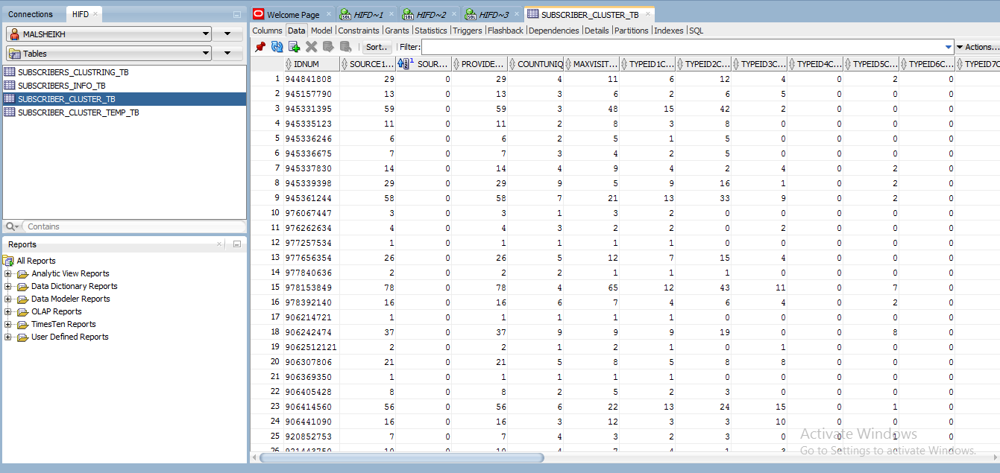 Connections HIFD
MALSHEIKH
Tables
SUBSCRIBERS_CLUSTRING_TB
SUBSCRIBERS_INFO_TB
SUBSCRIBER_CLUSTER_TB
SUBSCRIBER_CLUSTER_TEMP_TB
Contains
Reports
All Reports
Analytic View Reports
Data Dictionary Reports
Data Modeler Reports
OLAP Reports
TimesTen Reports
User Defined Reports
Welcome Page HIFD~1 HIFD~2 HIFD~3 SUBSCRIBER_CLUSTER_TB
Columns Data Model Constraints Grants Statistics Triggers Flashback Dependencies Details Partitions Indexes SQL
Sort.. Filter: Actions...
IDNUM SOURCE1... 1 SOUR... PROVIDE... COUNTUNIQ MAXVISIT... TYPEID1C... TYPEID2C... TYPEID3C... TYPEID4C... TYPEID5C... TYPEID6C... TYPEID7C
1 944841808 29 0 29 4 11 6 12 4 0 2 0
2 945157790 13 0 13 3 6 2 6 5 0 0 0
3 945331395 59 0 59 3 48 15 42 2 0 0 0
4 945335123 11 0 11 2 8 3 8 0 0 0 0
5 945336246 6 0 6 2 5 1 5 0 0 0 0
6 945336675 7 0 7 3 4 2 5 0 0 0 0
7 945337830 14 0 14 4 9 4 2 4 0 2 0
8 945339398 29 0 29 9 5 9 16 1 0 2 0
9 945361244 58 0 58 7 21 13 33 9 0 2 0
10 976067447 3 0 3 1 3 2 0 0 0 0 0
11 976262634 4 0 4 3 2 2 0 2 0 0 0
12 977257534 1 0 1 1 1 1 0 0 0 0 0
13 977656354 26 0 26 5 12 7 15 4 0 0 0
14 977840636 2 0 2 2 1 1 1 0 0 0 0
15 978153849 78 0 78 4 65 12 43 11 0 7 0
16 978392140 16 0 16 6 7 4 6 4 0 2 0
17 906214721 1 0 1 1 1 1 0 0 0 0 0
18 906242474 37 0 37 9 9 9 19 0 0 8 0
19 9062512121 2 0 2 1 2 1 0 1 0 0 0
20 906307806 21 0 21 5 8 5 8 8 0 0 0
21 906369350 1 0 1 1 1 1 0 0 0 0 0
22 906405428 8 0 8 2 5 2 3 0 0 0 0
23 906414560 56 0 56 6 22 13 24 15 0 1 0
24 906441090 16 0 16 3 12 3 3 10 0 0 0
25 920852753 7 0 7 4 3 2 3 0 0 1 0
26 921443750 10 0 10 4 7 4 1 3 0 0 0
Activate Windows
Go to Settings to activate Windows.